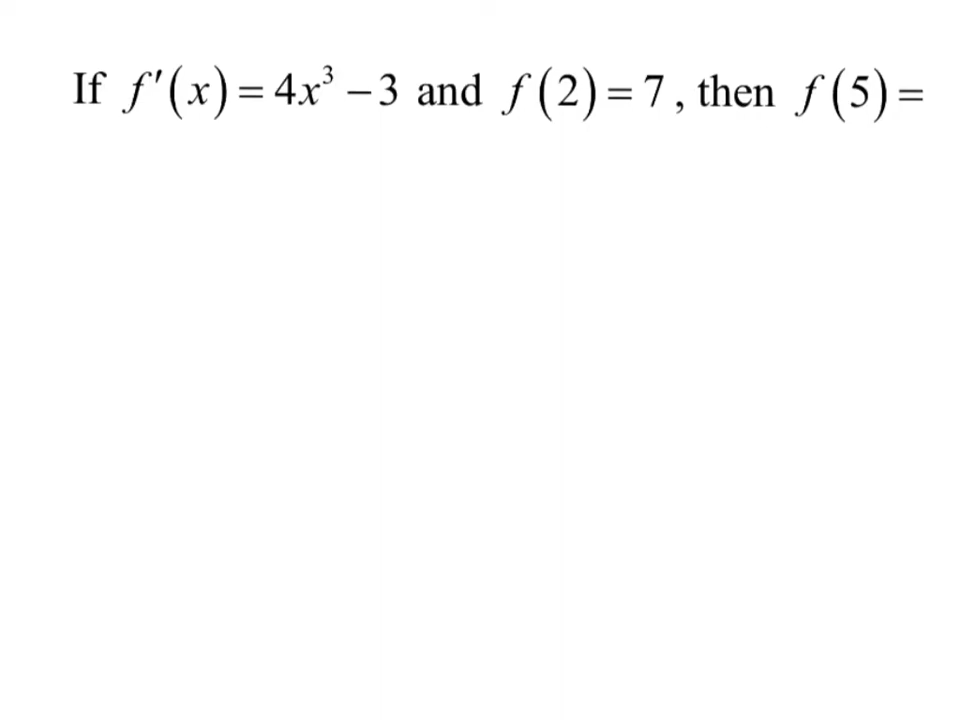 If f′(x) = 4x³ − 3 and f(2) = 7, then f(5) =